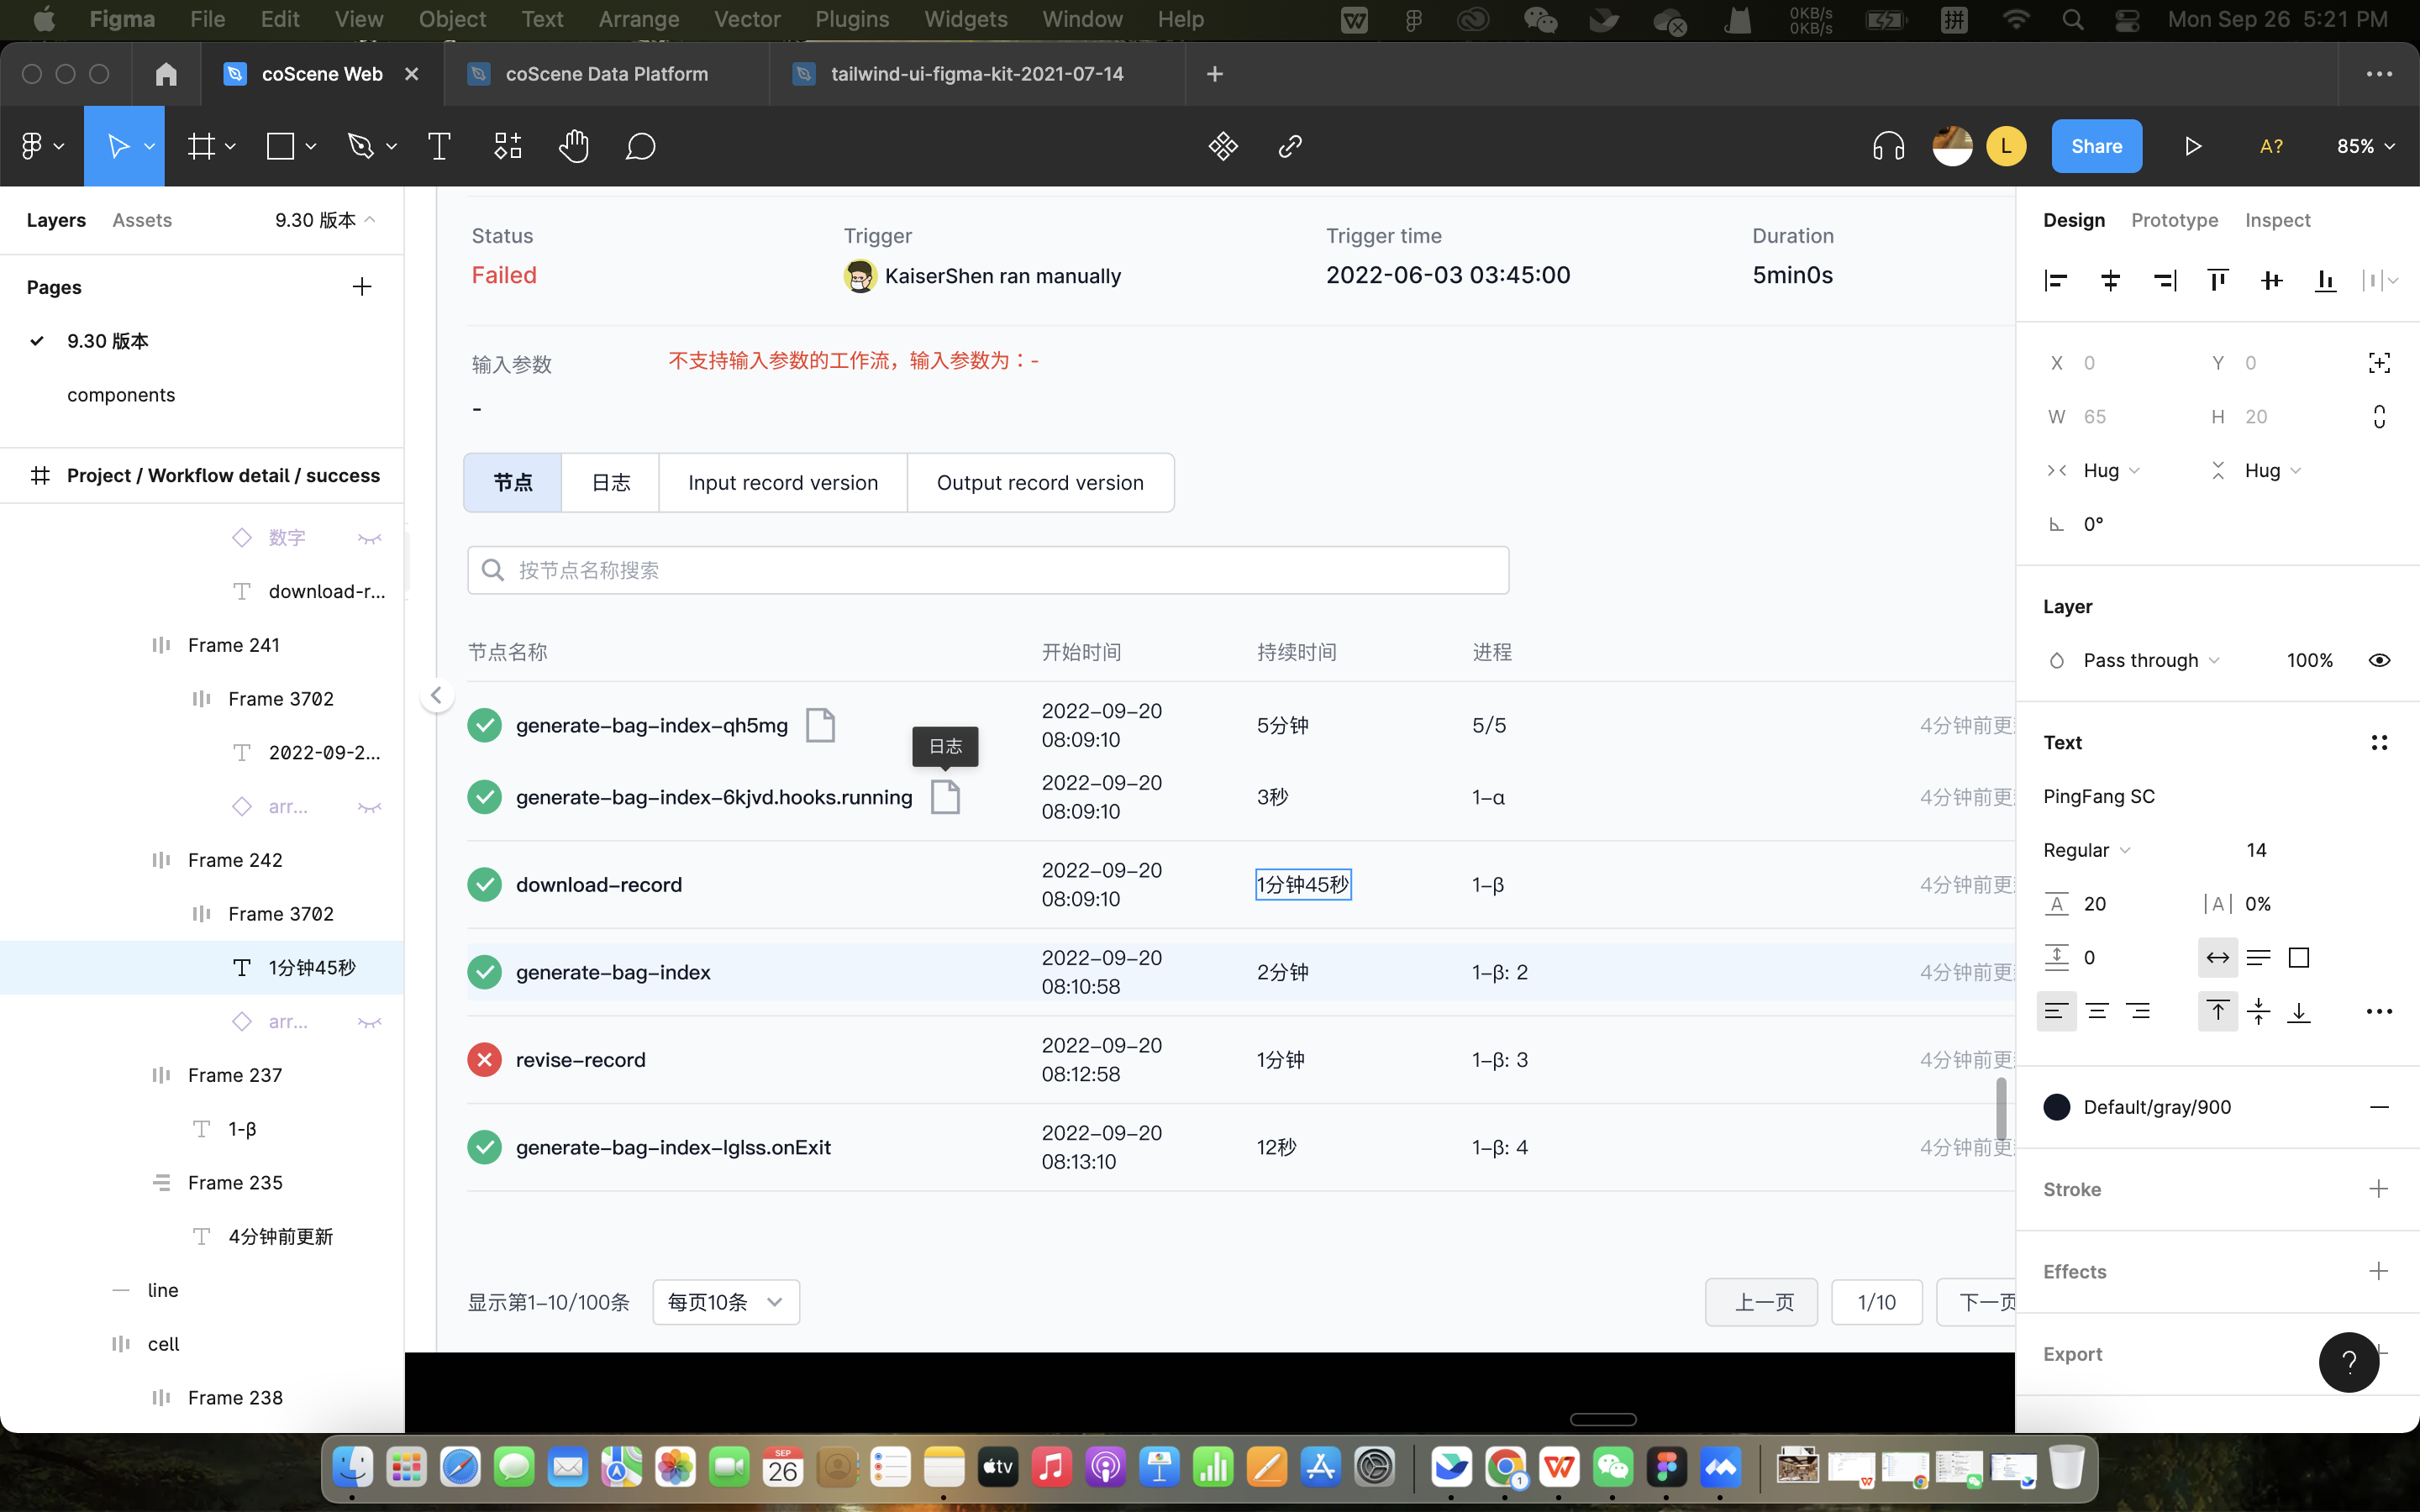 Figma File Edit View Object Text Arrange Vector Plugins Widgets Window Help 0KB/s 0KB/s 拼 Mon Sep 26 5:21 PM
coScene Web coScene Data Platform tailwind-ui-figma-kit-2021-07-14
L Share A? 85%
Layers Assets 9.30 版本
Pages
9.30 版本
components
Project / Workflow detail / success
数字
download-r...
Frame 241
Frame 3702
2022-09-2...
arr...
Frame 242
Frame 3702
1分钟45秒
arr...
Frame 237
1-β
Frame 235
4分钟前更新
line
cell
Frame 238
Status Trigger Trigger time Duration
Failed KaiserShen ran manually 2022-06-03 03:45:00 5min0s
输入参数 不支持输入参数的工作流，输入参数为：-
-
节点 日志 Input record version Output record version
按节点名称搜索
节点名称 开始时间 持续时间 进程
generate-bag-index-qh5mg 2022-09-20 08:09:10 5分钟 5/5 4分钟前更
日志
generate-bag-index-6kjvd.hooks.running 2022-09-20 08:09:10 3秒 1-α 4分钟前更
download-record 2022-09-20 08:09:10 1分钟45秒 1-β 4分钟前更
generate-bag-index 2022-09-20 08:10:58 2分钟 1-β: 2 4分钟前更
revise-record 2022-09-20 08:12:58 1分钟 1-β: 3 4分钟前更
generate-bag-index-lglss.onExit 2022-09-20 08:13:10 12秒 1-β: 4 4分钟前更
显示第1-10/100条 每页10条 上一页 1/10 下一页
Design Prototype Inspect
X 0 Y 0
W 65 H 20
Hug Hug
0°
Layer
Pass through 100%
Text
PingFang SC
Regular 14
A 20 |A| 0%
0
Default/gray/900
Stroke
Effects
Export
?
SEP
26
tv
1